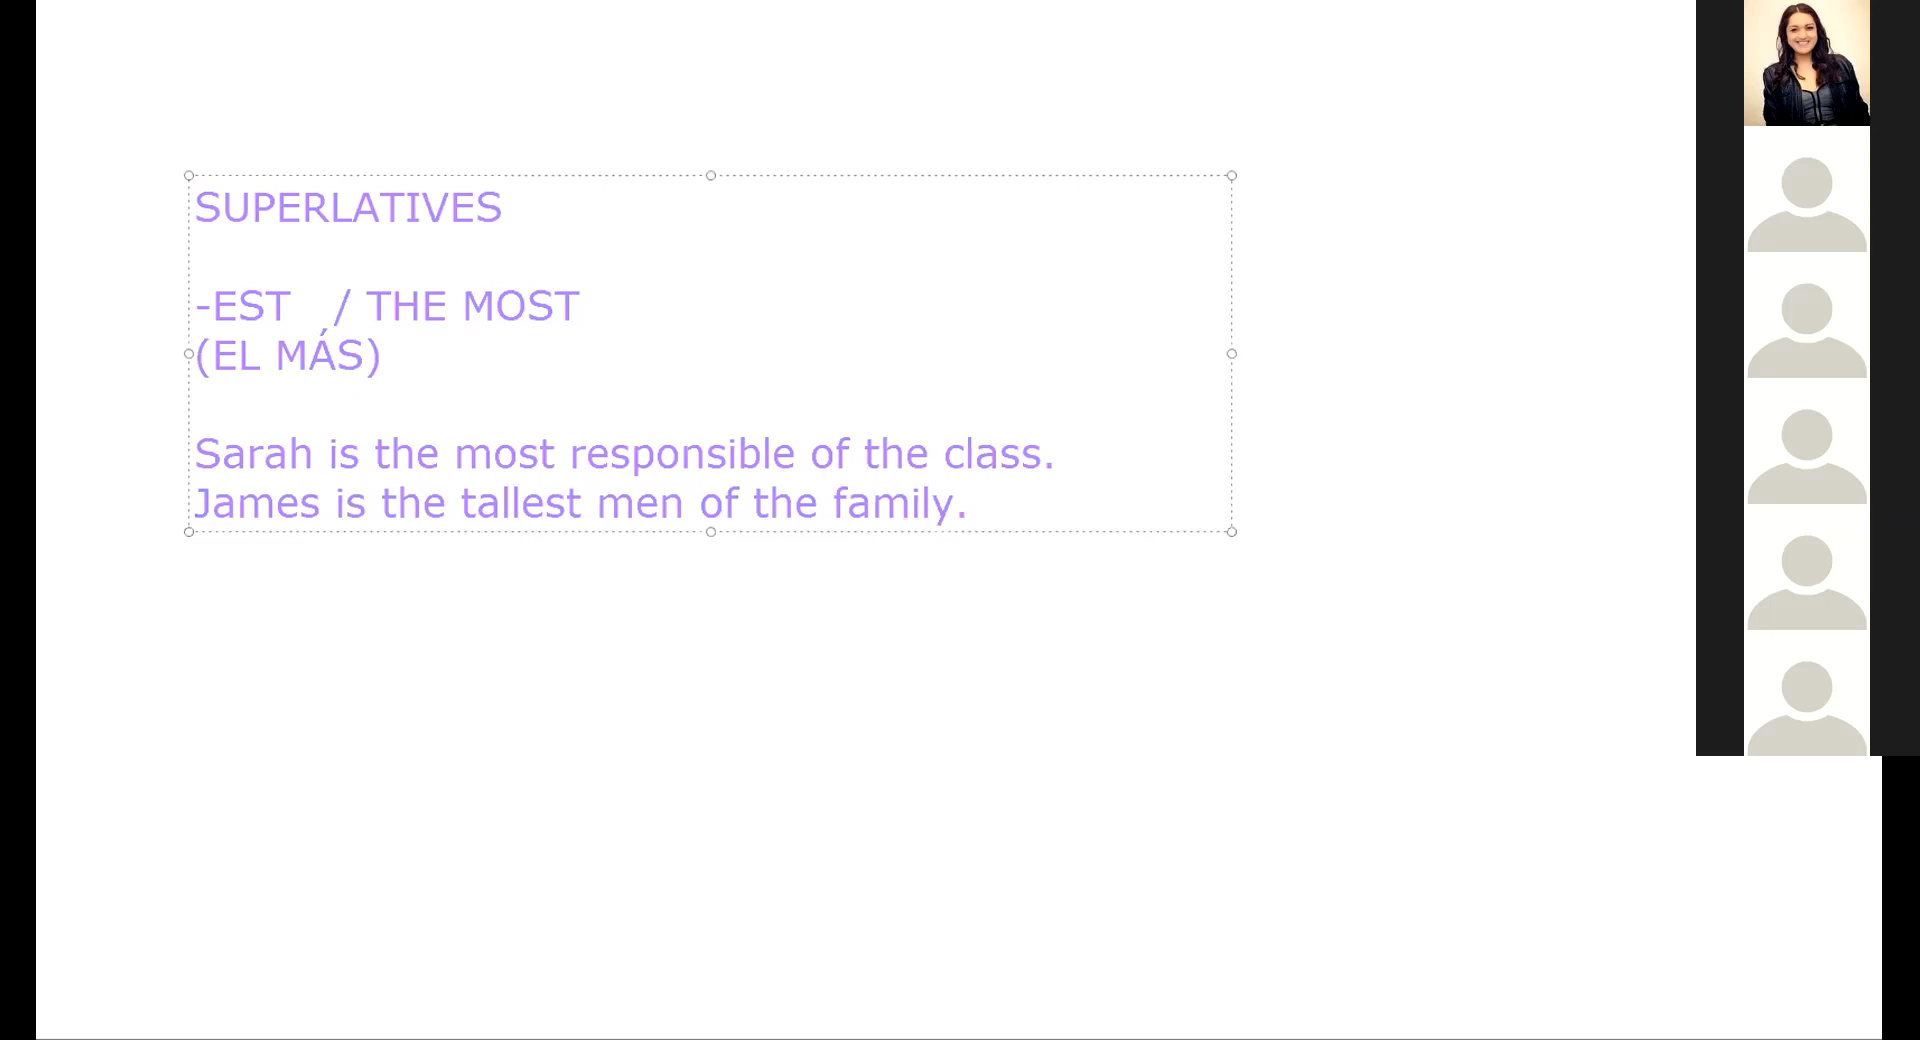 SUPERLATIVES
-EST / THE MOST
(EL MÁS)
Sarah is the most responsible of the class.
James is the tallest men of the family.